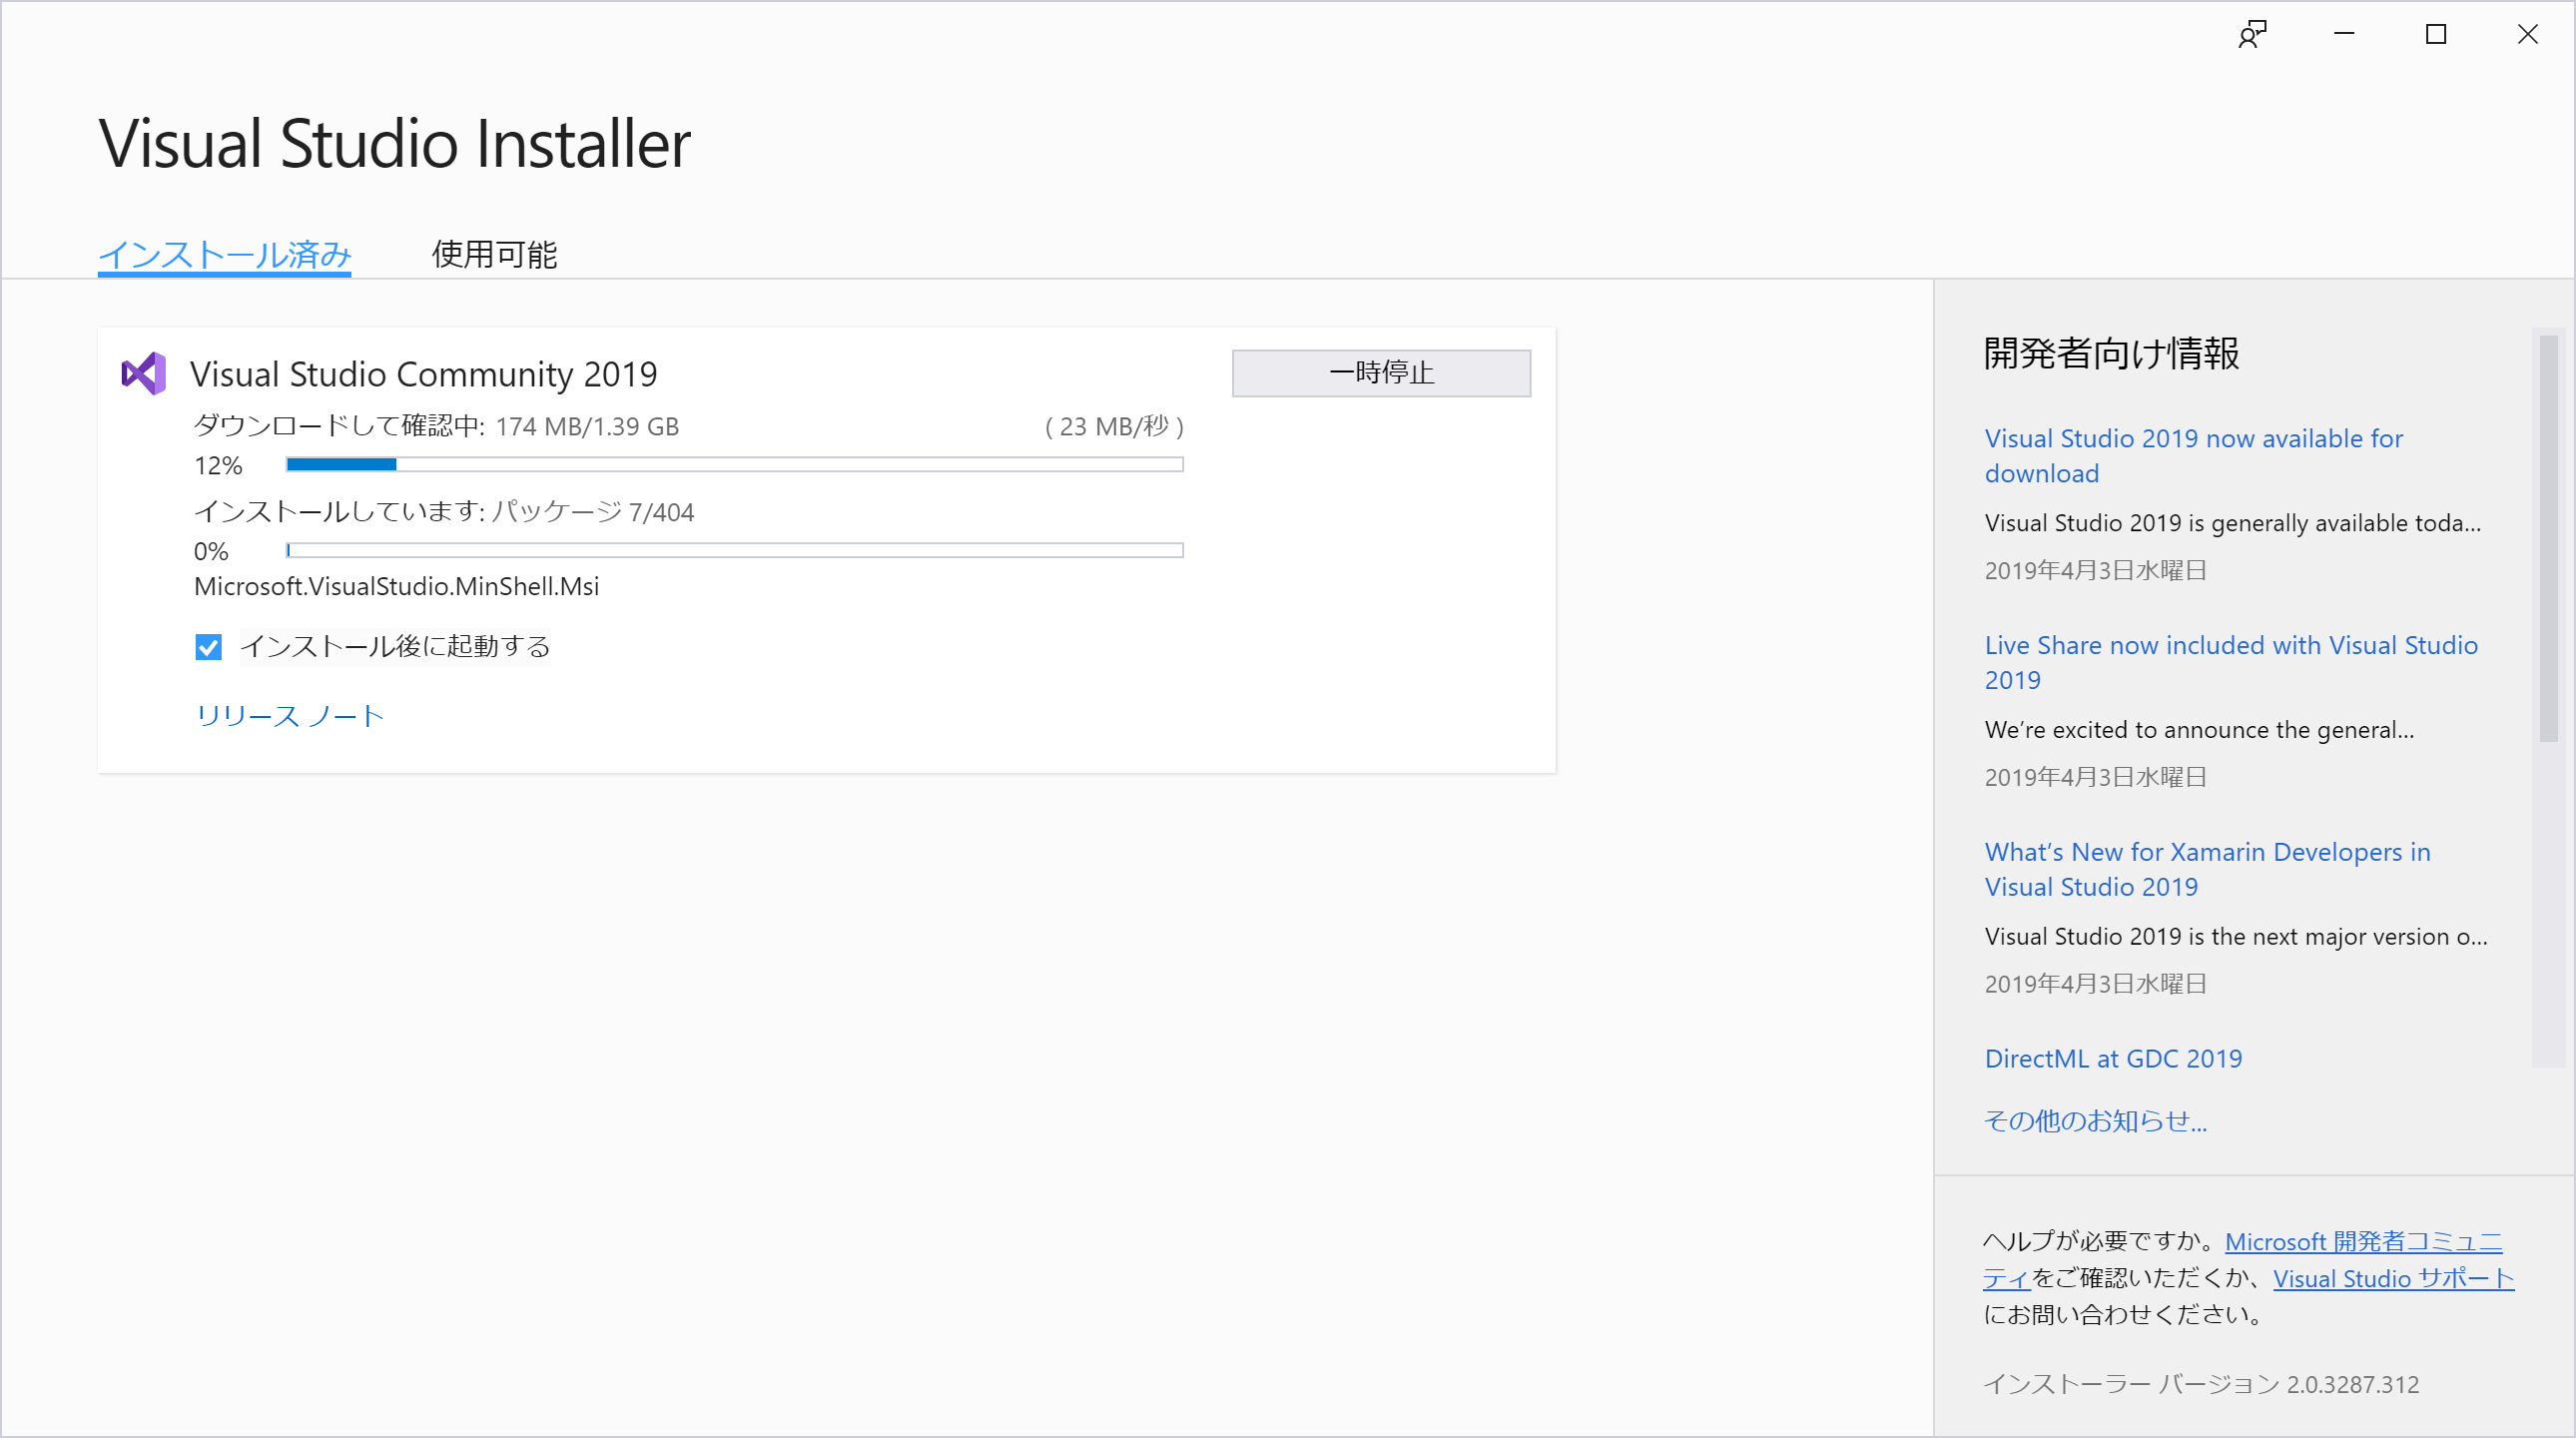 Visual Studio Installer
インストール済み
使用可能
Visual Studio Community 2019
一時停止
ダウンロードして確認中: 174 MB/1.39 GB
( 23 MB/秒 )
12%
インストールしています: パッケージ 7/404
0%
Microsoft.VisualStudio.MinShell.Msi
インストール後に起動する
リリース ノート
開発者向け情報
Visual Studio 2019 now available for
download
Visual Studio 2019 is generally available toda...
2019年4月3日水曜日
Live Share now included with Visual Studio
2019
We’re excited to announce the general...
2019年4月3日水曜日
What’s New for Xamarin Developers in
Visual Studio 2019
Visual Studio 2019 is the next major version o...
2019年4月3日水曜日
DirectML at GDC 2019
その他のお知らせ...
ヘルプが必要ですか。Microsoft 開発者コミュニ
ティをご確認いただくか、Visual Studio サポート
にお問い合わせください。
インストーラー バージョン 2.0.3287.312